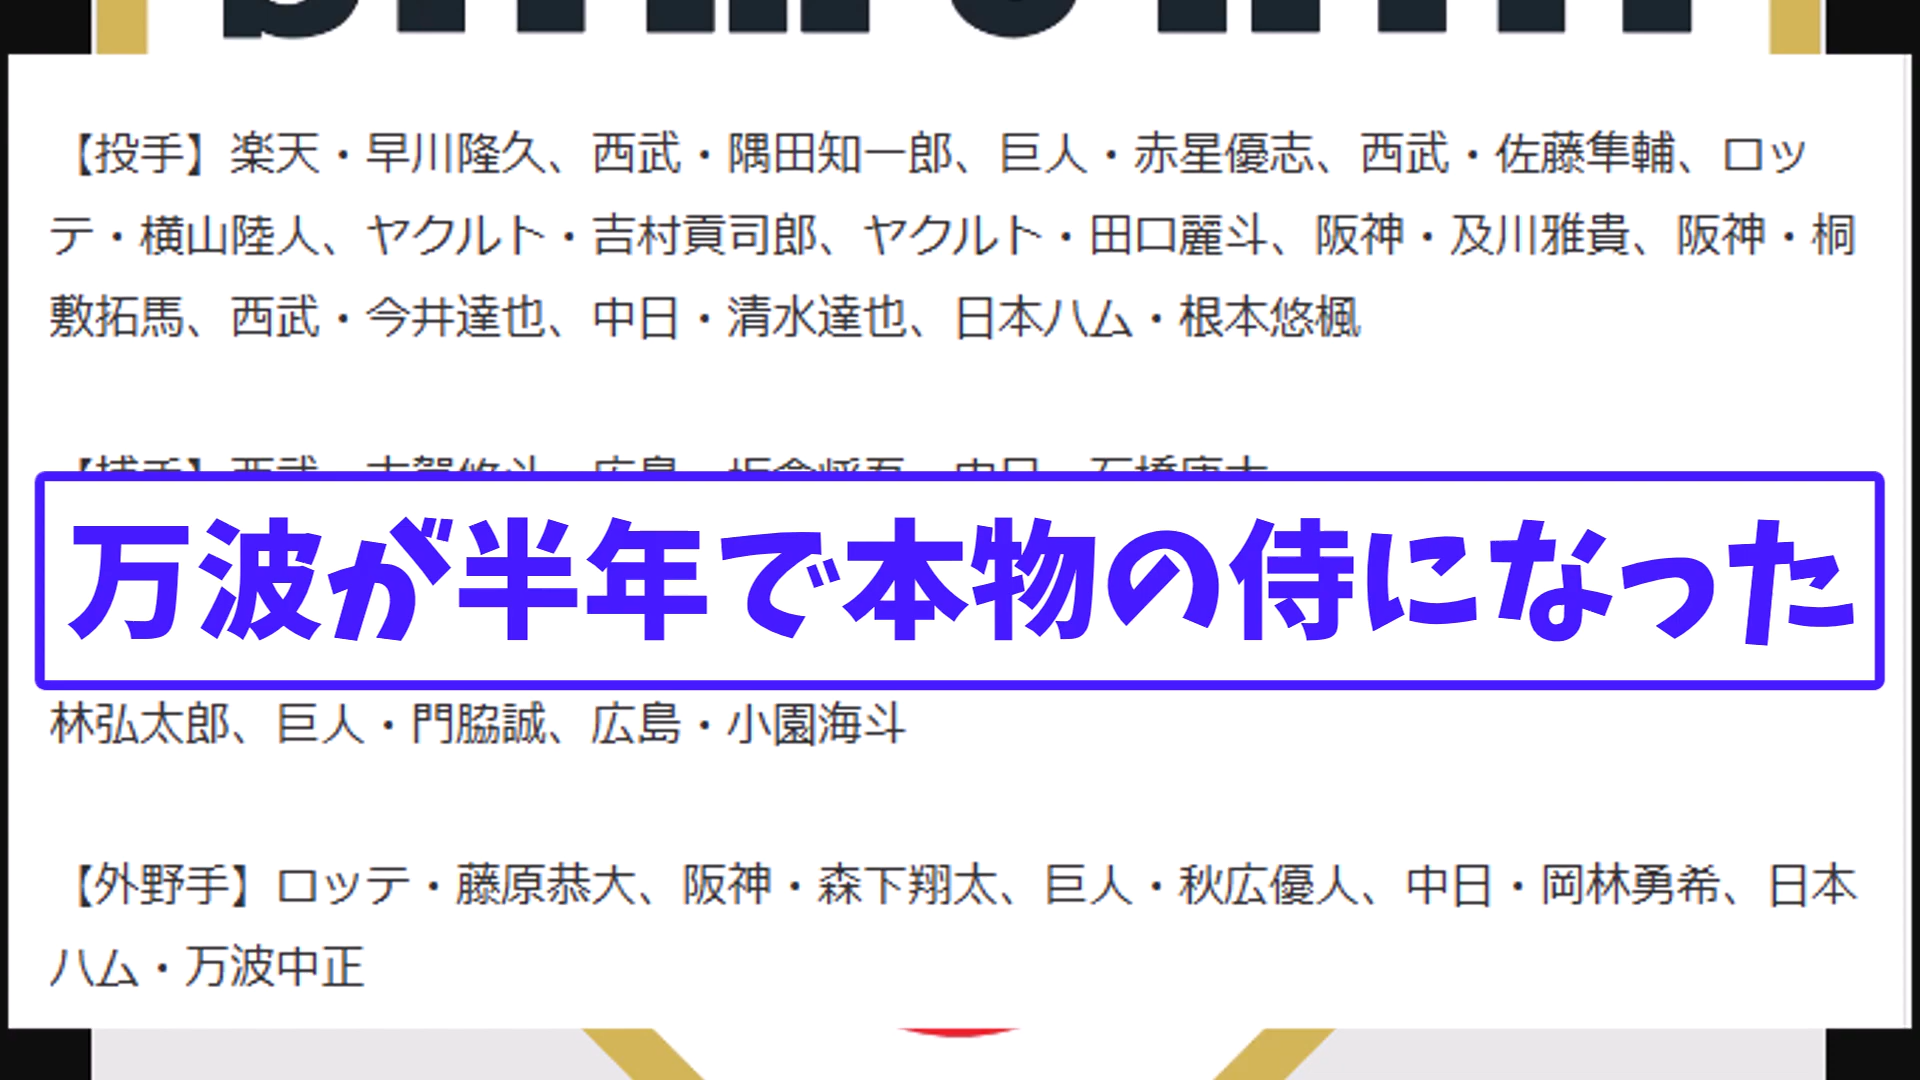 【投手】楽天・早川隆久、西武・隅田知一郎、巨人・赤星優志、西武・佐藤隼輔、ロッ
テ・横山陸人、ヤクルト・吉村貢司郎、ヤクルト・田口麗斗、阪神・及川雅貴、阪神・桐
敷拓馬、西武・今井達也、中日・清水達也、日本ハム・根本悠楓
万波が半年で本物の侍になった
林弘太郎、巨人・門脇誠、広島・小園海斗
【外野手】ロッテ・藤原恭大、阪神・森下翔太、巨人・秋広優人、中日・岡林勇希、日本
ハム・万波中正